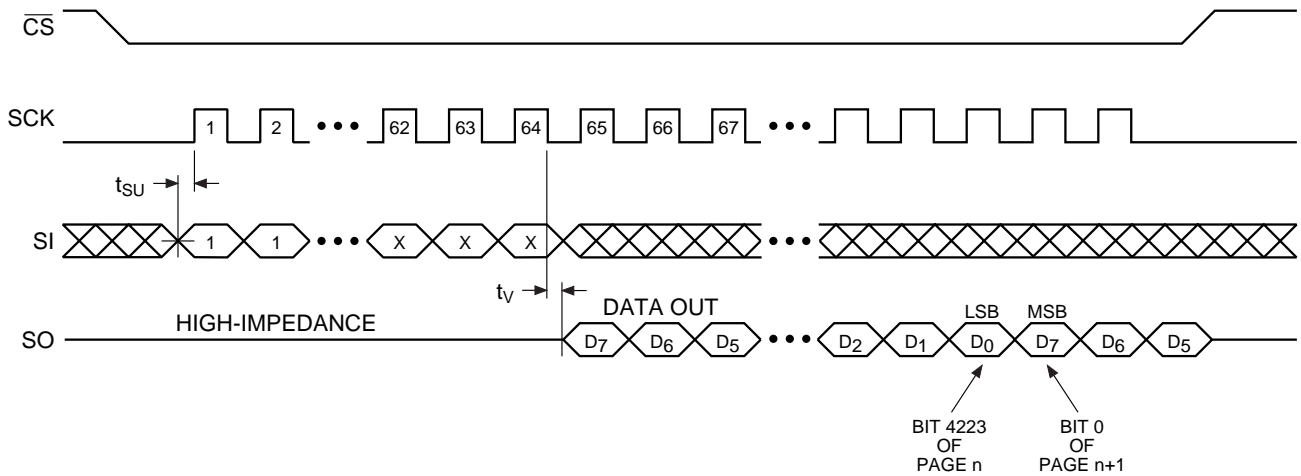 CS
SCK
1 2 ••• 62 63 64 65 66 67 •••
tSU
SI
1 1 ••• X X X •••
tV
DATA OUT
HIGH-IMPEDANCE
LSB MSB
SO
D7 D6 D5 ••• D2 D1 D0 D7 D6 D5
BIT 4223
OF
PAGE n
BIT 0
OF
PAGE n+1